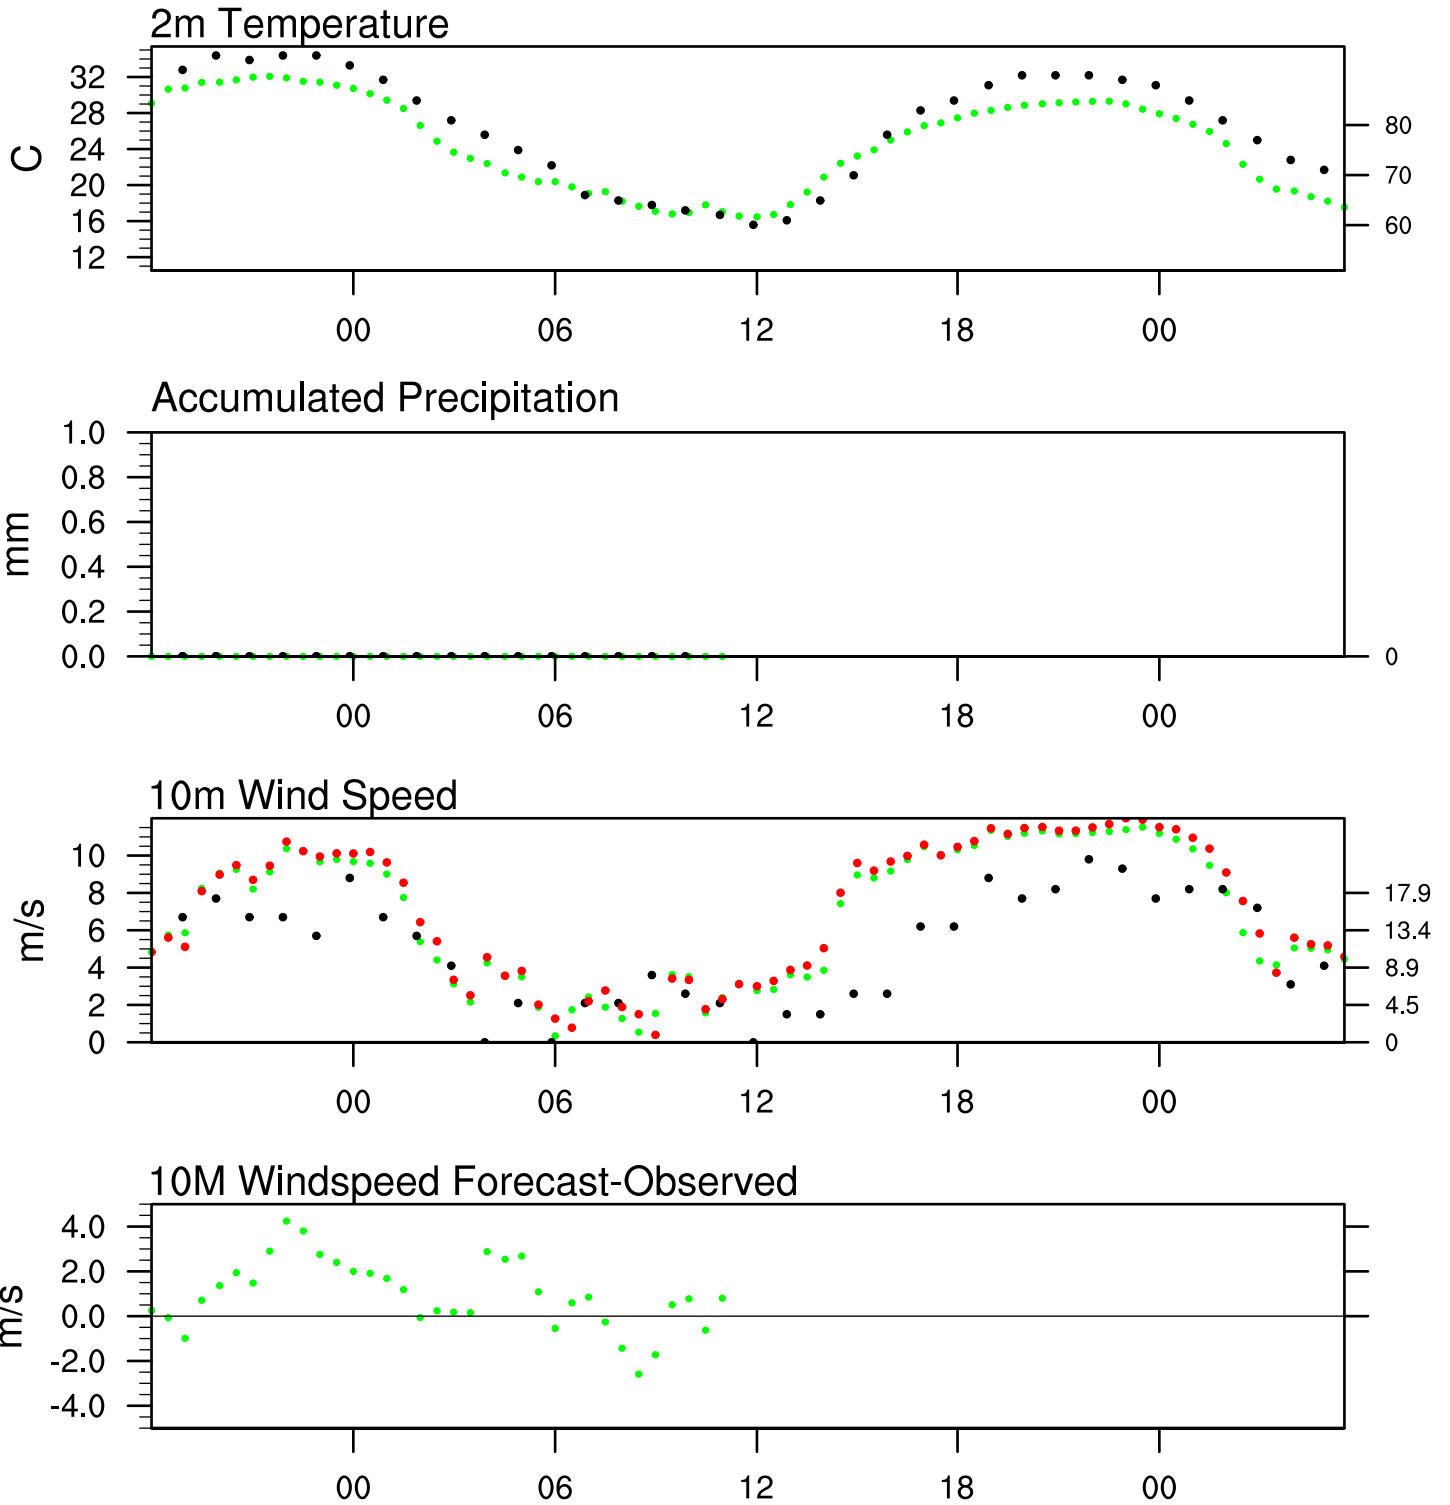 2m Temperature
C
32
28
24
20
16
12
80
70
60
00 06 12 18 00
Accumulated Precipitation
mm
1.0
0.8
0.6
0.4
0.2
0.0
0
00 06 12 18 00
10m Wind Speed
m/s
10
8
6
4
2
0
17.9
13.4
8.9
4.5
0
00 06 12 18 00
10M Windspeed Forecast-Observed
m/s
4.0
2.0
0.0
-2.0
-4.0
00 06 12 18 00